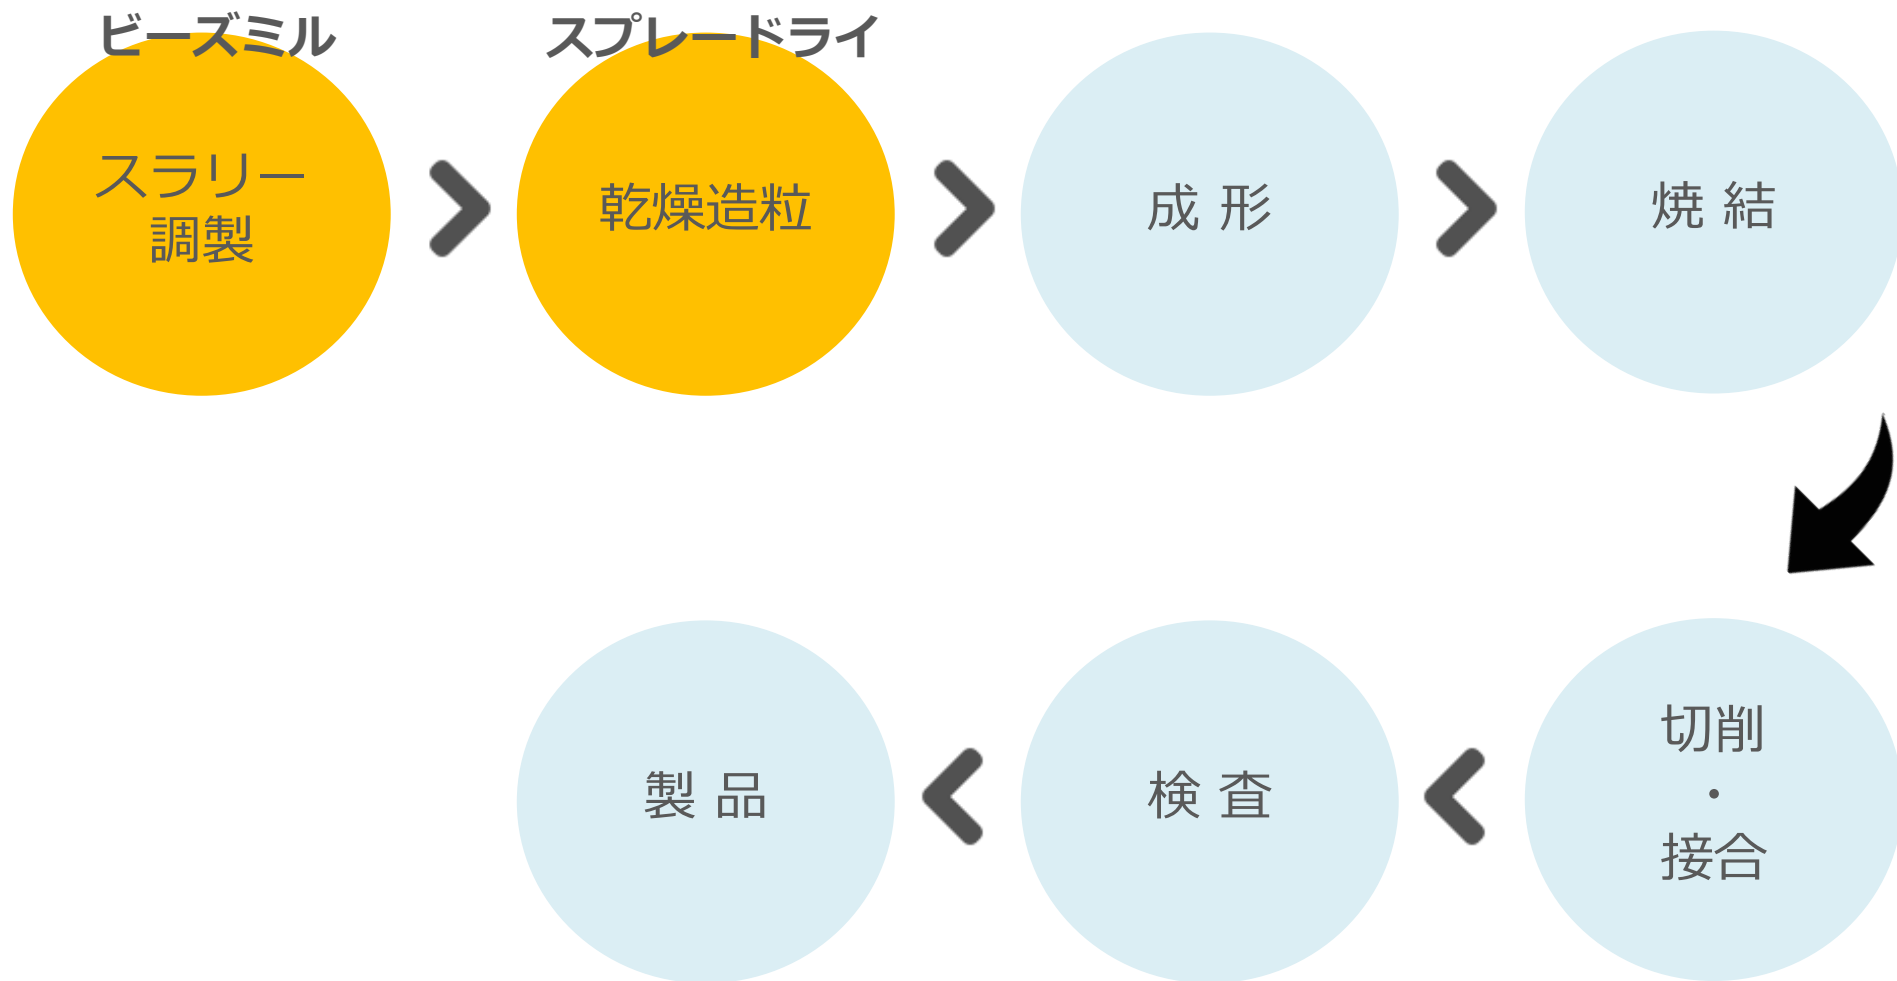 ビーズミル
スラリー
調製
スプレードライ
乾燥造粒
成 形
焼 結
切削
・
接合
検 査
製 品